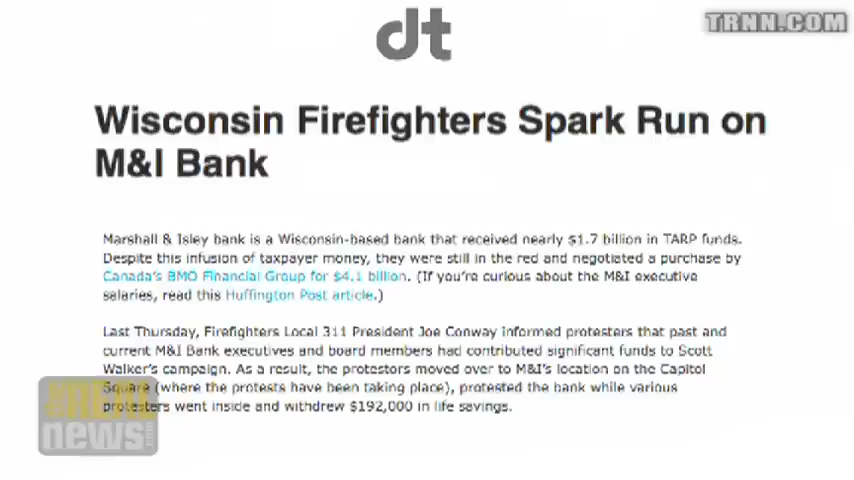 dt
TRNN.COM
Wisconsin Firefighters Spark Run on
M&I Bank
Marshall & Isley bank is a Wisconsin-based bank that received nearly $1.7 billion in TARP funds.
Despite this infusion of taxpayer money, they were still in the red and negotiated a purchase by
Canada's BMO Financial Group for $4.1 billion. (If you're curious about the M&I executive
salaries, read this Huffington Post article.)
Last Thursday, Firefighters Local 311 President Joe Conway informed protesters that past and
current M&I Bank executives and board members had contributed significant funds to Scott
Walker's campaign. As a result, the protestors moved over to M&I's location on the Capitol
Square (where the protests have been taking place), protested the bank while various
protesters went inside and withdrew $192,000 in life savings.
news